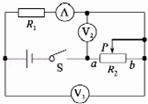 R₁ A
V₂
P
S a R₂ b
V₁